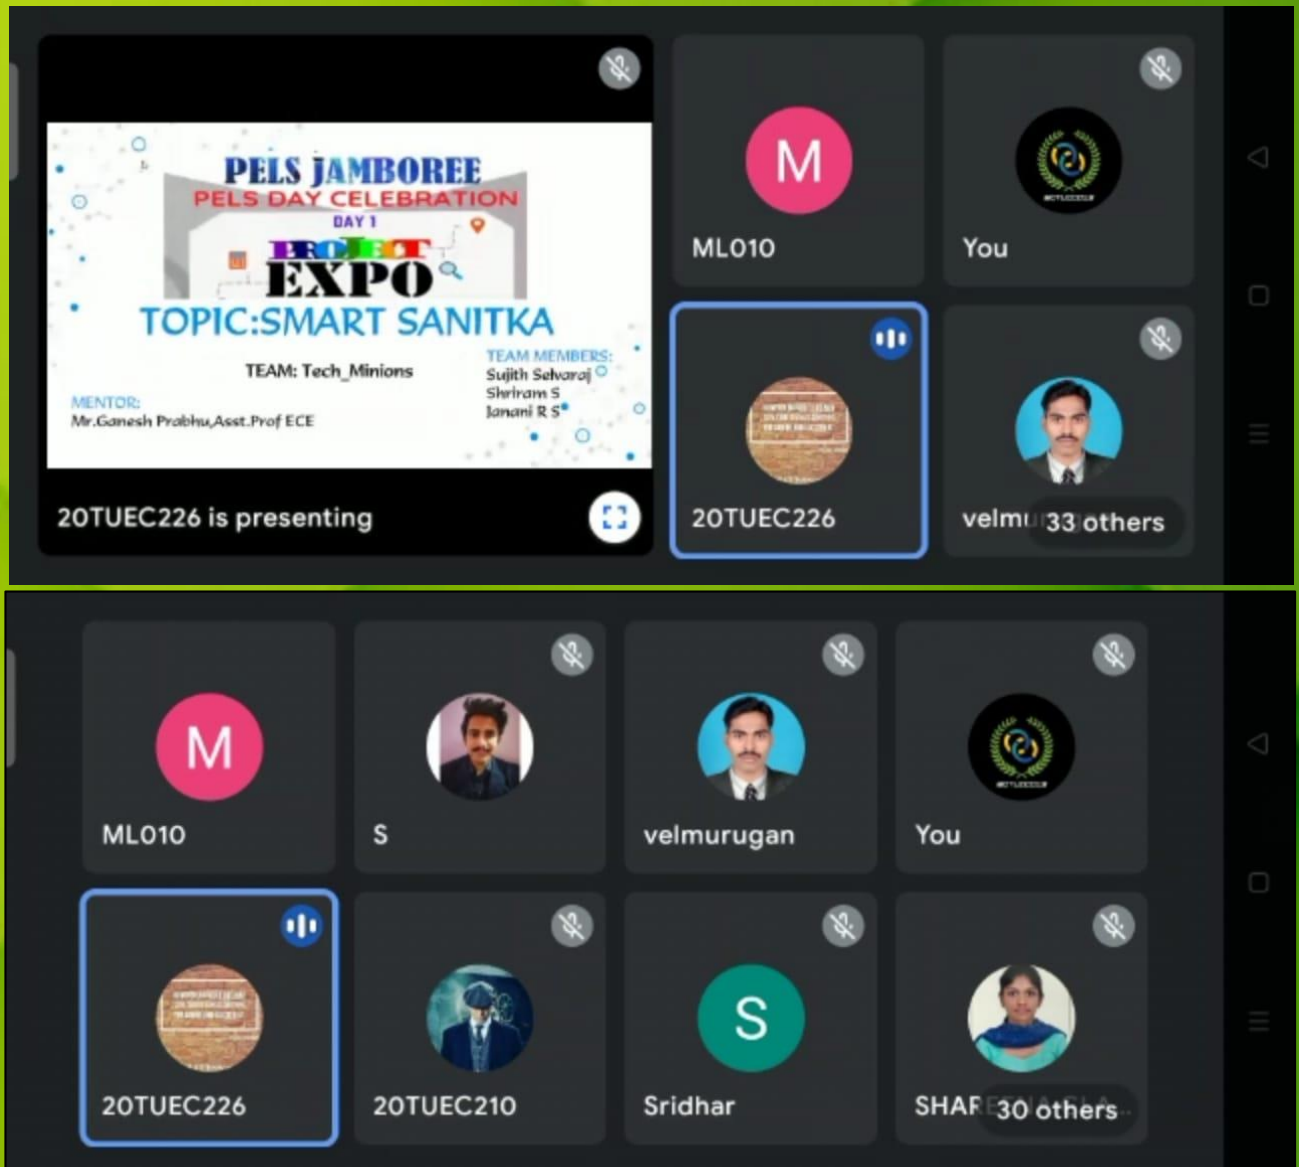 PELS JAMBOREE
PELS DAY CELEBRATION
DAY 1
PROJECT
EXPO
TOPIC:SMART SANITKA
TEAM: Tech_Minions
TEAM MEMBERS:
Sujith Selvaraj
Shriram S
Janani R S
MENTOR:
Mr.Ganesh Prabhu,Asst.Prof ECE
20TUEC226 is presenting
M
ML010
You
20TUEC226
33 others
M
ML010
S
velmurugan
You
20TUEC226
20TUEC210
S
Sridhar
30 others